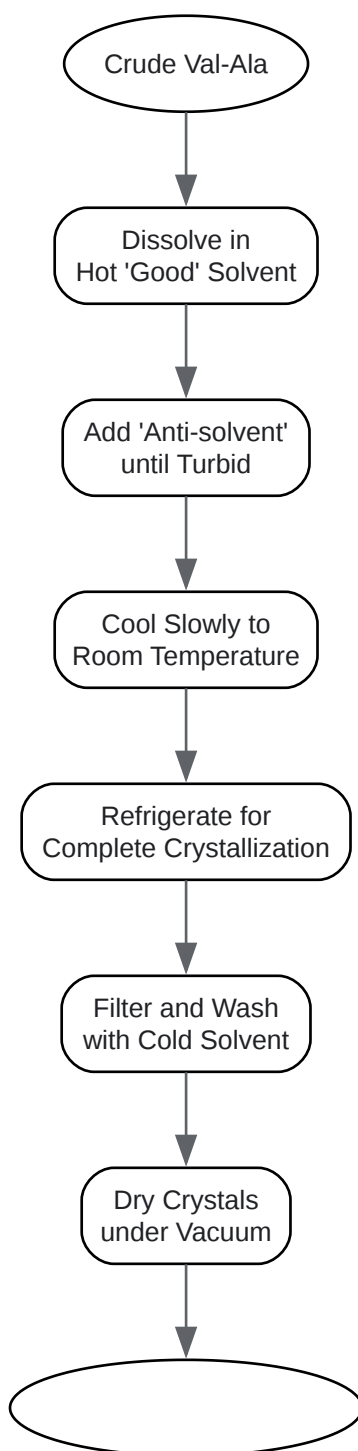 Crude Val-Ala
Dissolve in
Hot 'Good' Solvent
Add 'Anti-solvent'
until Turbid
Cool Slowly to
Room Temperature
Refrigerate for
Complete Crystallization
Filter and Wash
with Cold Solvent
Dry Crystals
under Vacuum